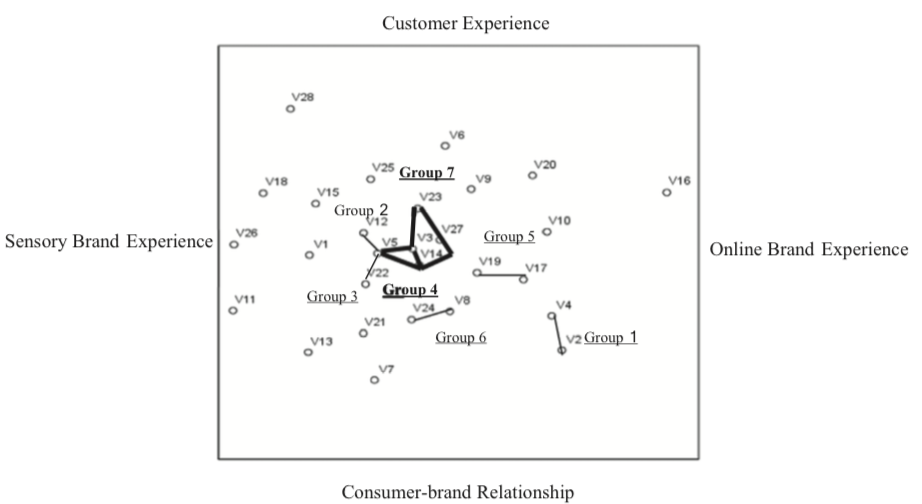 Customer Experience
V28
V6
V25
Group 7
V20
V9
V18
V16
V15
V23
Group 2
V12
V10
V27
V26
Sensory Brand Experience
V1
V5
V3
Group 5
Online Brand Experience
V14
V19
V17
V22
Group 4
Group 3
V11
V24
V8
V4
V21
Group 6
V2
Group 1
V13
V7
Consumer-brand Relationship